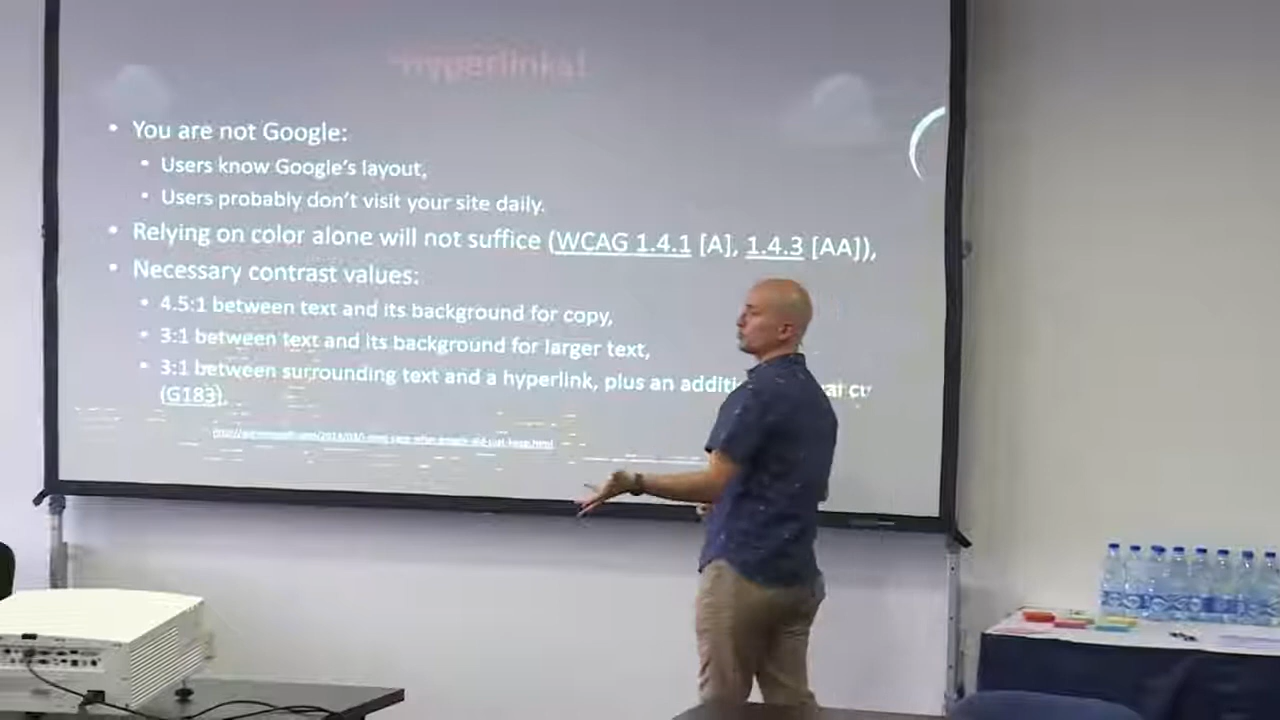 hyperlinks!
• You are not Google:
• Users know Google's layout,
• Users probably don't visit your site daily.
• Relying on color alone will not suffice (WCAG 1.4.1 [A], 1.4.3 [AA]),
• Necessary contrast values:
• 4.5:1 between text and its background for copy,
• 3:1 between text and its background for larger text,
• 3:1 between surrounding text and a hyperlink, plus an
(G183).